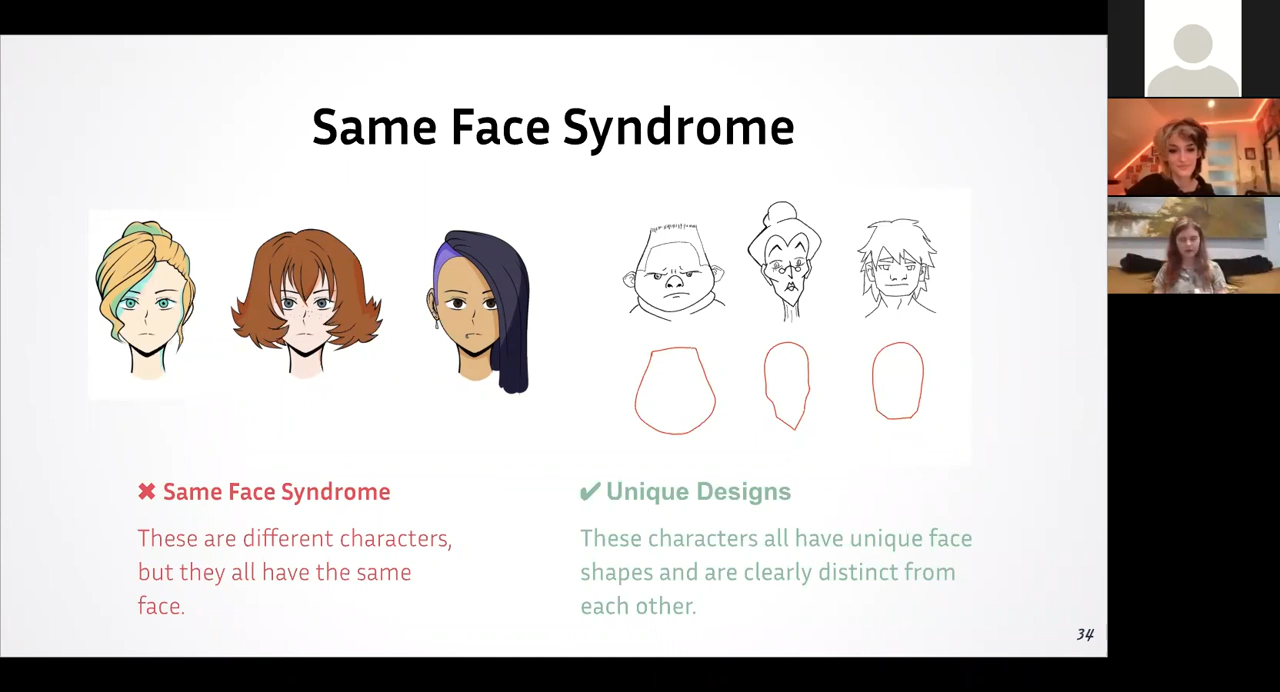 Same Face Syndrome
✖ Same Face Syndrome
These are different characters,
but they all have the same
face.
✔ Unique Designs
These characters all have unique face
shapes and are clearly distinct from
each other.
34